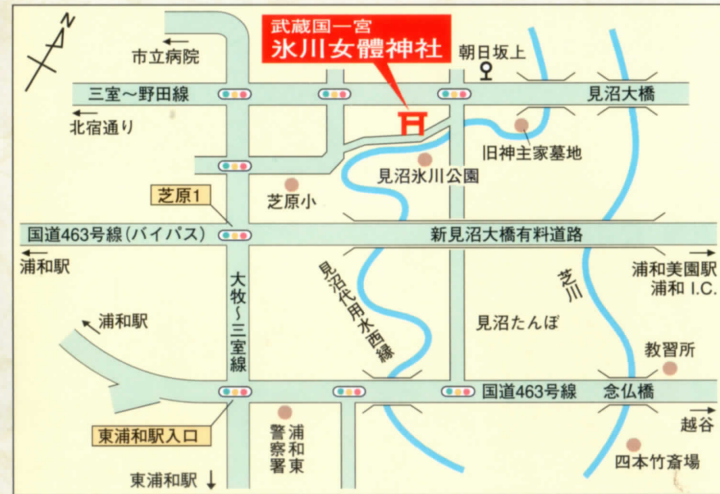 N
市立病院
武蔵国一宮
氷川女體神社
朝日坂上
三室～野田線
見沼大橋
北宿通り
旧神主家墓地
見沼氷川公園
芝原小
芝原1
国道463号線(バイパス)
新見沼大橋有料道路
浦和駅
浦和美園駅
浦和 I.C.
大牧～三室線
見沼代用水西縁
芝川
見沼たんぼ
浦和駅
教習所
国道463号線
念仏橋
越谷
東浦和駅入口
浦和東
警察署
四本竹斎場
東浦和駅